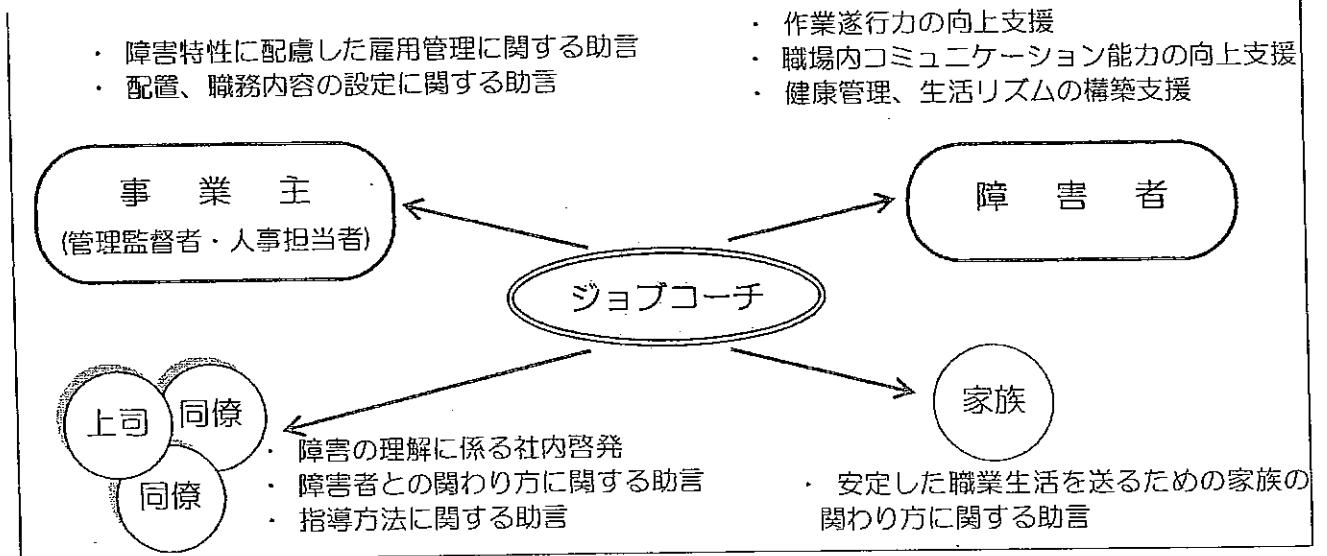 ・ 障害特性に配慮した雇用管理に関する助言
・ 配置、職務内容の設定に関する助言
・ 作業遂行力の向上支援
・ 職場内コミュニケーション能力の向上支援
・ 健康管理、生活リズムの構築支援
事 業 主
(管理監督者・人事担当者)
障 害 者
ジョブコーチ
上司
同僚
同僚
・ 障害の理解に係る社内啓発
・ 障害者との関わり方に関する助言
・ 指導方法に関する助言
家族
・ 安定した職業生活を送るための家族の
関わり方に関する助言